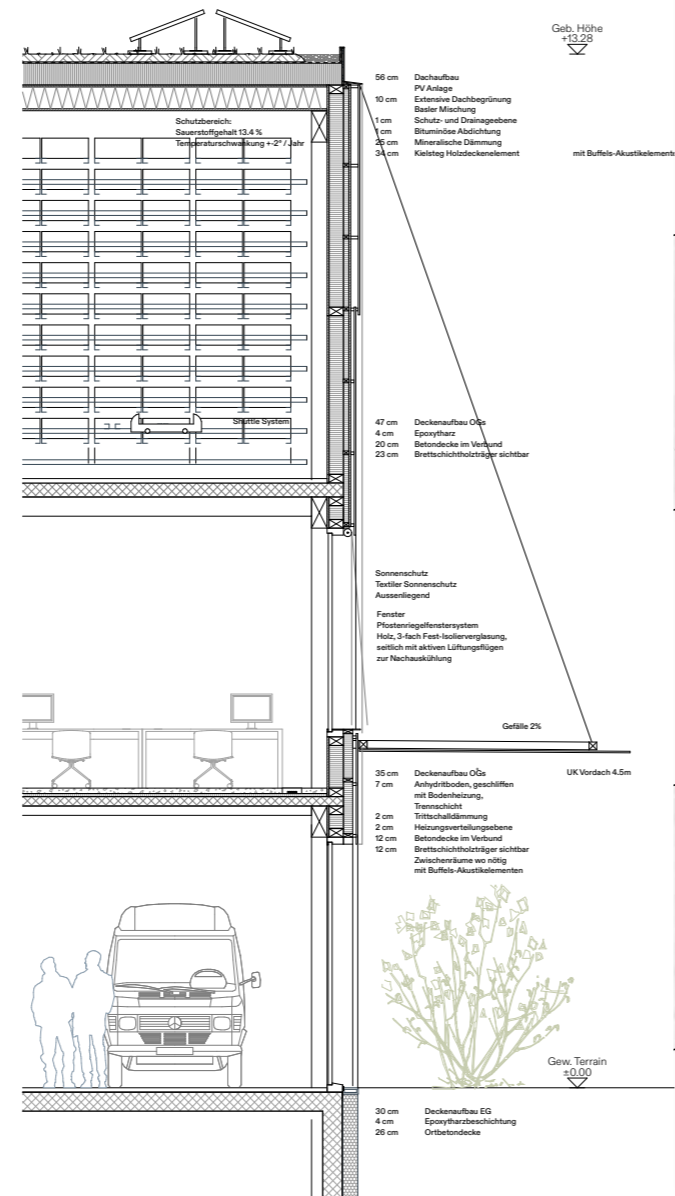 Geb. Höhe
+13.28
56 cm Dachaufbau
PV Anlage
10 cm Extensive Dachbegrünung
Basler Mischung
1 cm Schutz- und Drainageebene
1 cm Bituminöse Abdichtung
25 cm Mineralische Dämmung
34 cm Kielsteg Holzdeckenelement mit Buffels-Akustikelemente
Schutzbereich:
Sauerstoffgehalt 13.4 %
Temperaturschwankung +-2° / Jahr
Shuttle System
47 cm Deckenaufbau OGs
4 cm Epoxytharz
20 cm Betondecke im Verbund
23 cm Brettschichtholzträger sichtbar
Sonnenschutz
Textiler Sonnenschutz
Aussenliegend
Fenster
Pfostenriegelfenstersystem
Holz, 3-fach Fest-Isolierverglasung,
seitlich mit aktiven Lüftungsflügen
zur Nachauskühlung
Gefälle 2%
UK Vordach 4.5m
35 cm Deckenaufbau OGs
7 cm Anhydritboden, geschliffen
mit Bodenheizung,
Trennschicht
2 cm Trittschalldämmung
2 cm Heizungsverteilungsebene
12 cm Betondecke im Verbund
12 cm Brettschichtholzträger sichtbar
Zwischenräume wo nötig
mit Buffels-Akustikelementen
Gew. Terrain
±0.00
30 cm Deckenaufbau EG
4 cm Epoxytharzbeschichtung
26 cm Ortbetondecke